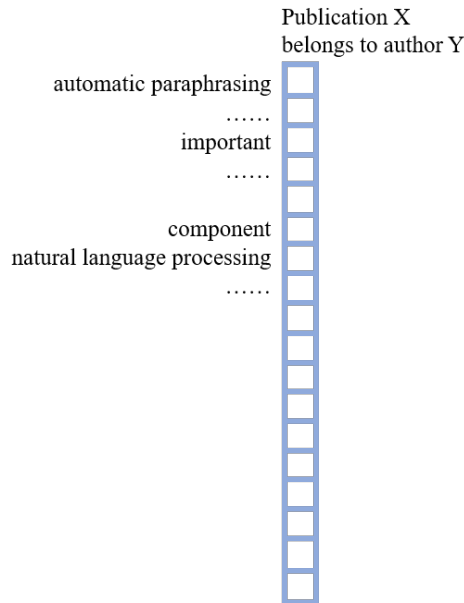 Publication X
belongs to author Y
automatic paraphrasing
……
important
……
component
natural language processing
……